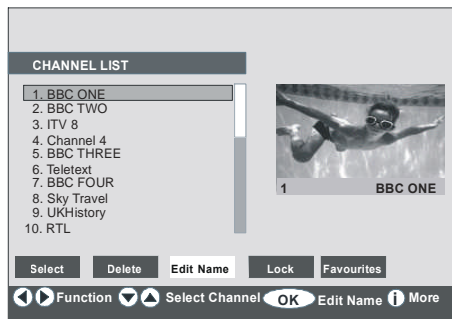 CHANNEL LIST
1. BBC ONE
2. BBC TWO
3. ITV 8
4. Channel 4
5. BBC THREE
6. Teletext
7. BBC FOUR
8. Sky Travel
9. UKHistory
10. RTL
1 BBC ONE
Select Delete Edit Name Lock Favourites
Function Select Channel OK Edit Name i More